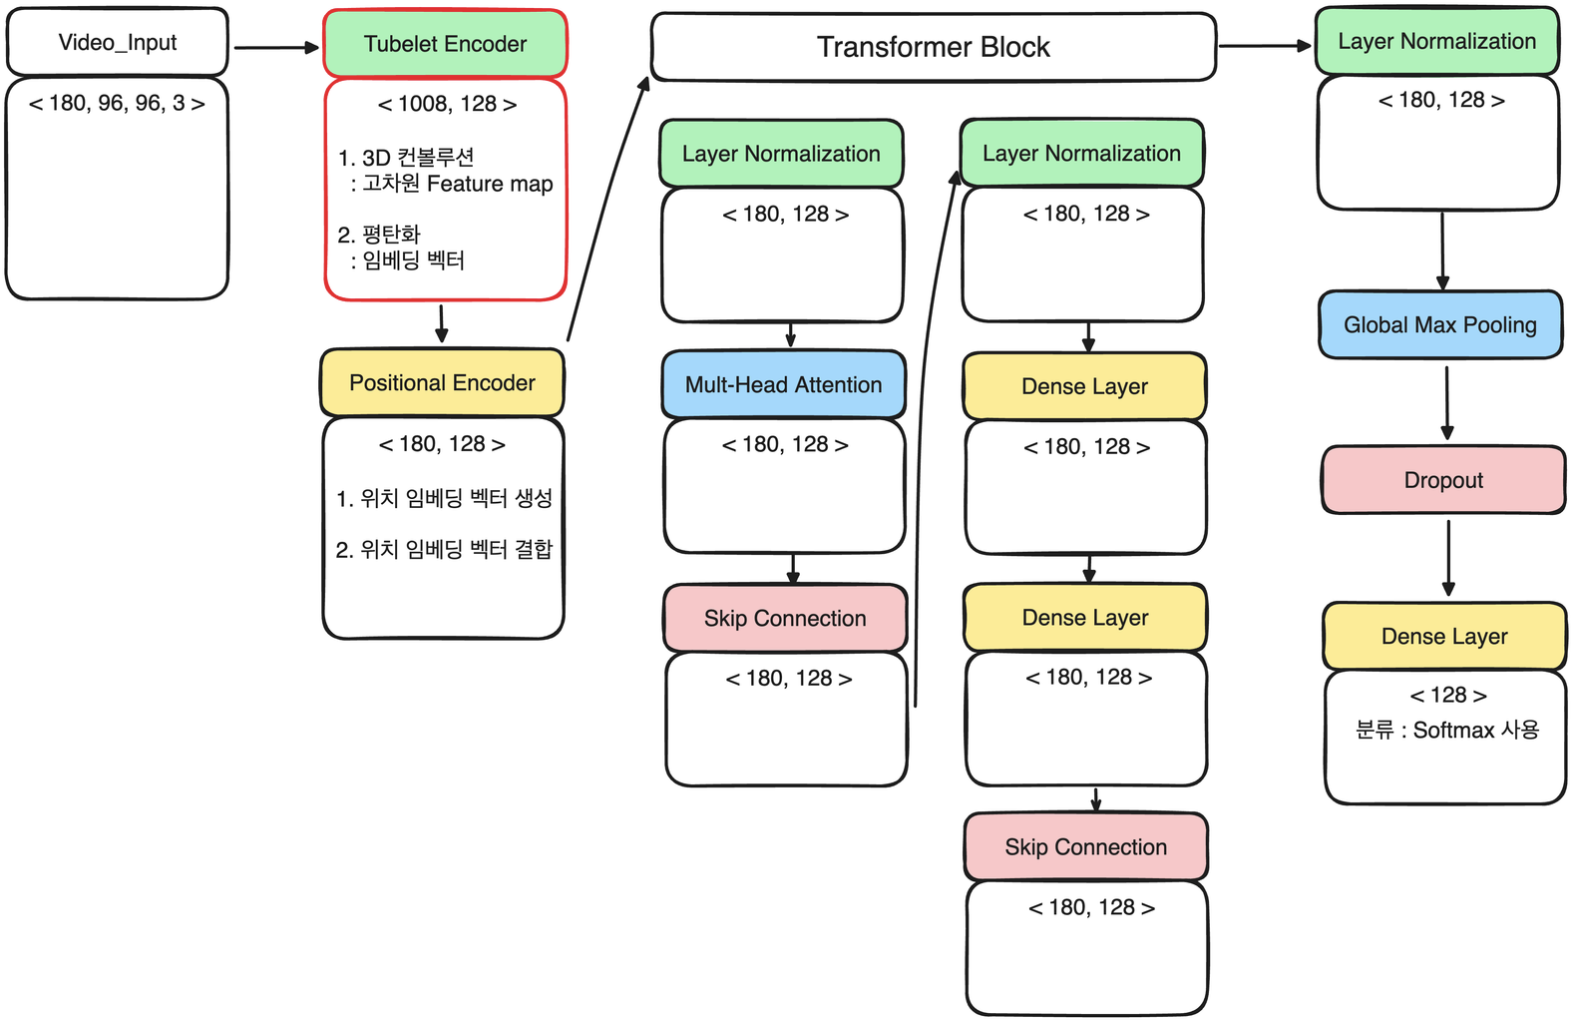 Video_Input
< 180, 96, 96, 3 >
Tubelet Encoder
< 1008, 128 >
1. 3D 컨볼루션
: 고차원 Feature map
2. 평탄화
: 임베딩 벡터
Positional Encoder
< 180, 128 >
1. 위치 임베딩 벡터 생성
2. 위치 임베딩 벡터 결합
Transformer Block
Layer Normalization
< 180, 128 >
Mult-Head Attention
< 180, 128 >
Skip Connection
< 180, 128 >
Layer Normalization
< 180, 128 >
Dense Layer
< 180, 128 >
Dense Layer
< 180, 128 >
Skip Connection
< 180, 128 >
Layer Normalization
< 180, 128 >
Global Max Pooling
Dropout
Dense Layer
< 128 >
분류 : Softmax 사용